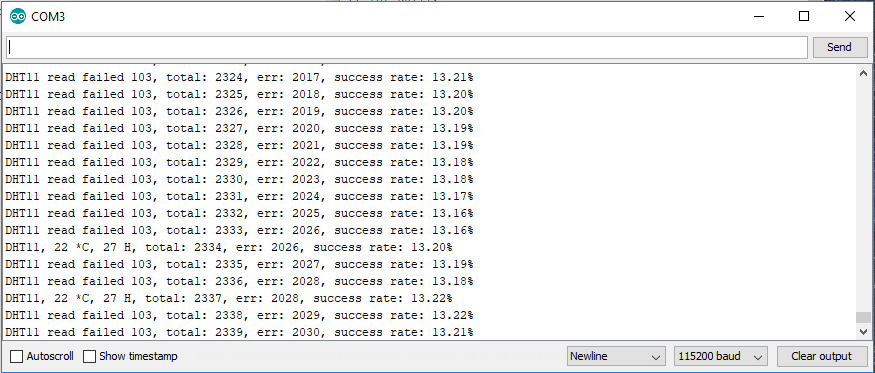 COM3
Send
DHT11 read failed 103, total: 2324, err: 2017, success rate: 13.21%
DHT11 read failed 103, total: 2325, err: 2018, success rate: 13.20%
DHT11 read failed 103, total: 2326, err: 2019, success rate: 13.20%
DHT11 read failed 103, total: 2327, err: 2020, success rate: 13.19%
DHT11 read failed 103, total: 2328, err: 2021, success rate: 13.19%
DHT11 read failed 103, total: 2329, err: 2022, success rate: 13.18%
DHT11 read failed 103, total: 2330, err: 2023, success rate: 13.18%
DHT11 read failed 103, total: 2331, err: 2024, success rate: 13.17%
DHT11 read failed 103, total: 2332, err: 2025, success rate: 13.16%
DHT11 read failed 103, total: 2333, err: 2026, success rate: 13.16%
DHT11, 22 *C, 27 H, total: 2334, err: 2026, success rate: 13.20%
DHT11 read failed 103, total: 2335, err: 2027, success rate: 13.19%
DHT11 read failed 103, total: 2336, err: 2028, success rate: 13.18%
DHT11, 22 *C, 27 H, total: 2337, err: 2028, success rate: 13.22%
DHT11 read failed 103, total: 2338, err: 2029, success rate: 13.22%
DHT11 read failed 103, total: 2339, err: 2030, success rate: 13.21%
Autoscroll Show timestamp Newline 115200 baud Clear output